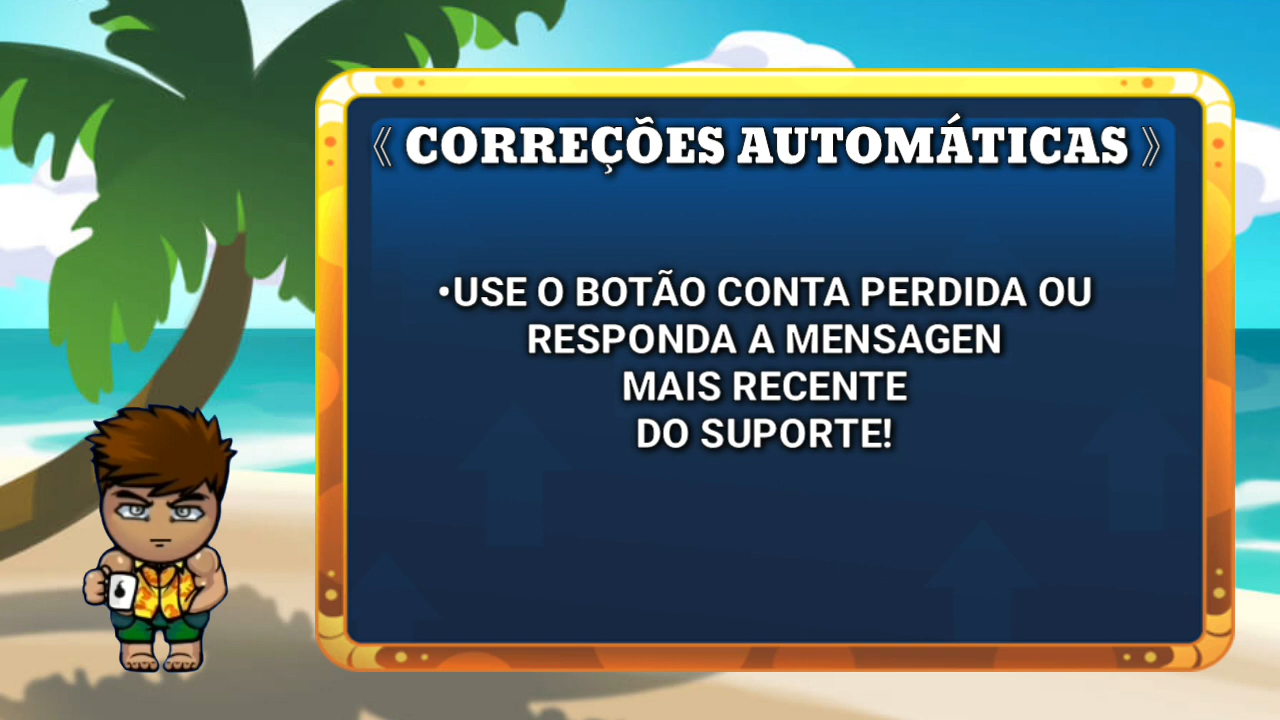 《 CORREÇÕES AUTOMÁTICAS 》
•USE O BOTÃO CONTA PERDIDA OU
RESPONDA A MENSAGEN
MAIS RECENTE
DO SUPORTE!